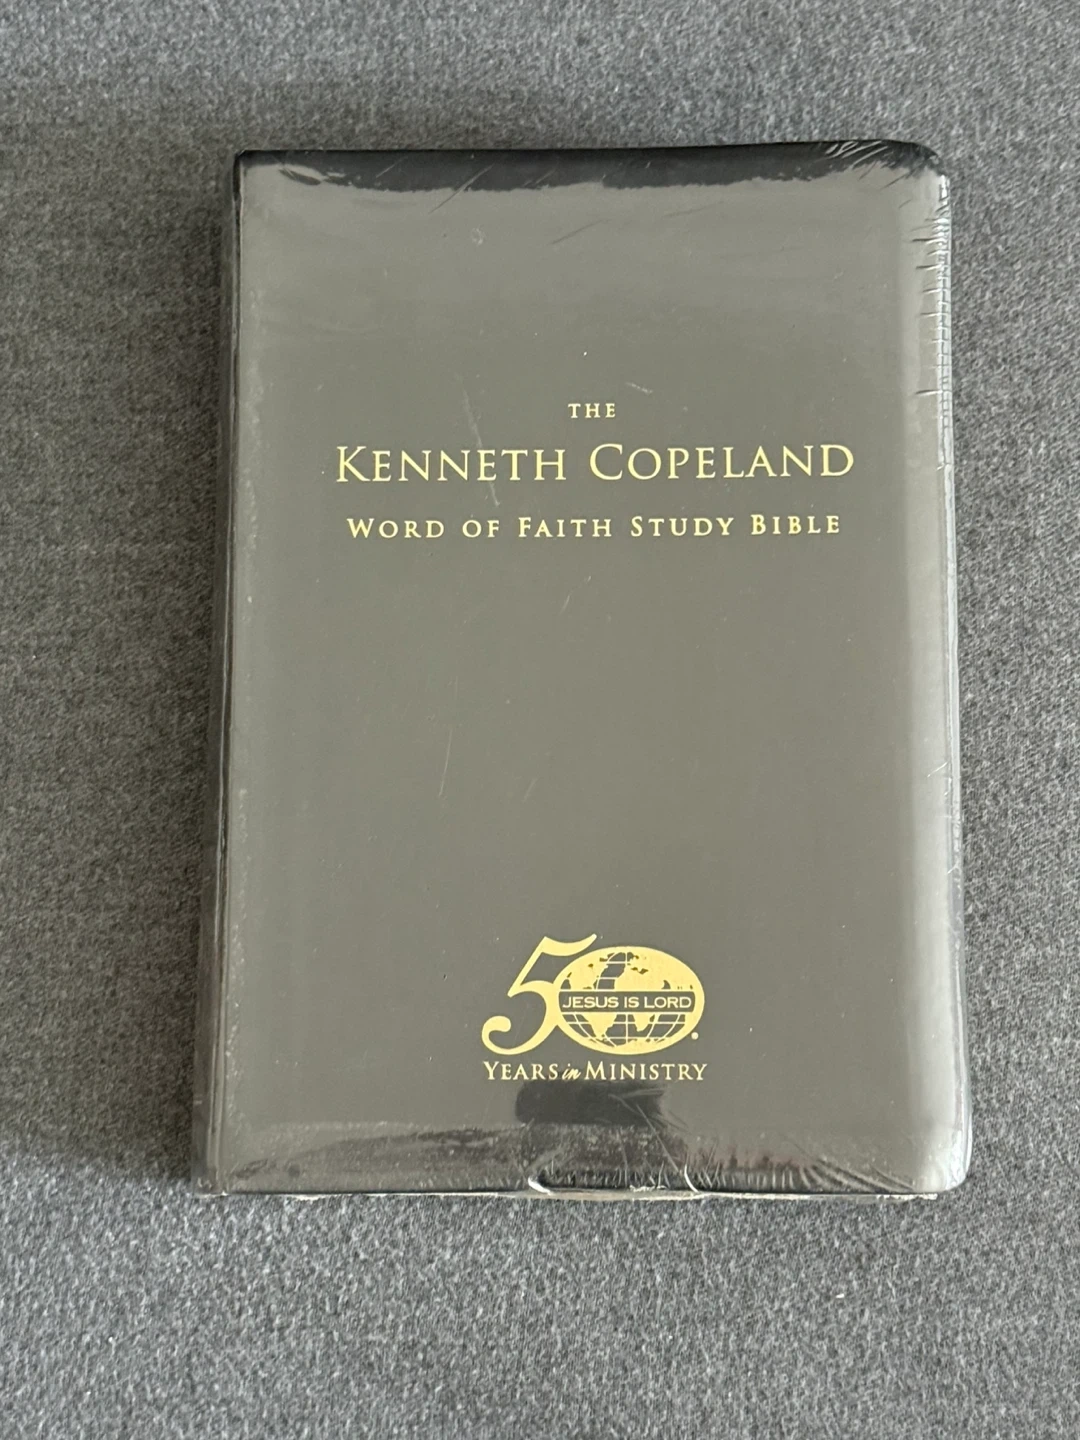 THE
KENNETH COPELAND
WORD OF FAITH STUDY BIBLE
50
JESUS IS LORD
YEARS in MINISTRY